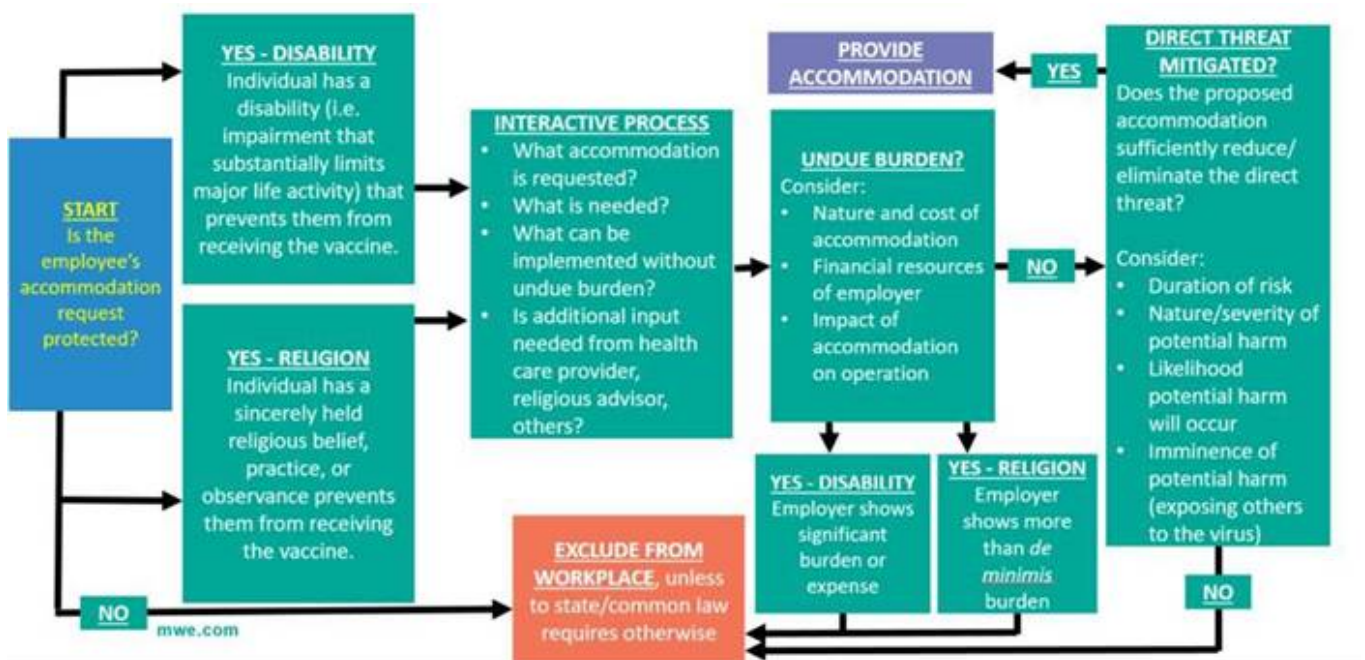 START
Is the
employee's
accommodation
request
protected?
YES - DISABILITY
Individual has a
disability (i.e.
impairment that
substantially limits
major life activity) that
prevents them from
receiving the vaccine.
YES - RELIGION
Individual has a
sincerely held
religious belief,
practice, or
observance prevents
them from receiving
the vaccine.
NO
mwe.com
INTERACTIVE PROCESS
• What accommodation
is requested?
• What is needed?
• What can be
implemented without
undue burden?
• Is additional input
needed from health
care provider,
religious advisor,
others?
EXCLUDE FROM
WORKPLACE, unless
to state/common law
requires otherwise
PROVIDE
ACCOMMODATION
UNDUE BURDEN?
Consider:
• Nature and cost of
accommodation
• Financial resources
of employer
• Impact of
accommodation
on operation
YES - DISABILITY
Employer shows
significant
burden or
expense
YES - RELIGION
Employer
shows more
than de
minimis
burden
YES
NO
DIRECT THREAT
MITIGATED?
Does the proposed
accommodation
sufficiently reduce/
eliminate the direct
threat?
Consider:
• Duration of risk
• Nature/severity of
potential harm
• Likelihood
potential harm
will occur
• Imminence of
potential harm
(exposing others
to the virus)
NO